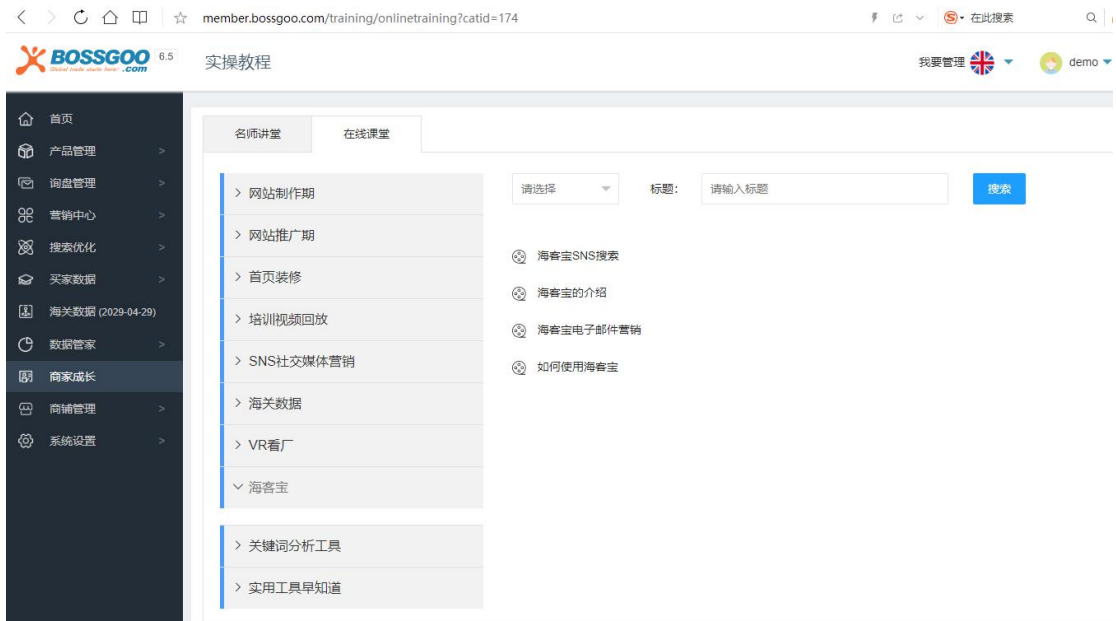 member.bossgoo.com/training/onlinetraining?catid=174
在此搜索
BOSSGOO
.com
Global trade starts here!
6.5
实操教程
我要管理
demo
首页
产品管理
询盘管理
营销中心
搜索优化
买家数据
海关数据 (2029-04-29)
数据管家
商家成长
商铺管理
系统设置
名师讲堂
在线课堂
网站制作期
网站推广期
首页装修
培训视频回放
SNS社交媒体营销
海关数据
VR看厂
海客宝
关键词分析工具
实用工具早知道
请选择
标题：
请输入标题
搜索
海客宝SNS搜索
海客宝的介绍
海客宝电子邮件营销
如何使用海客宝